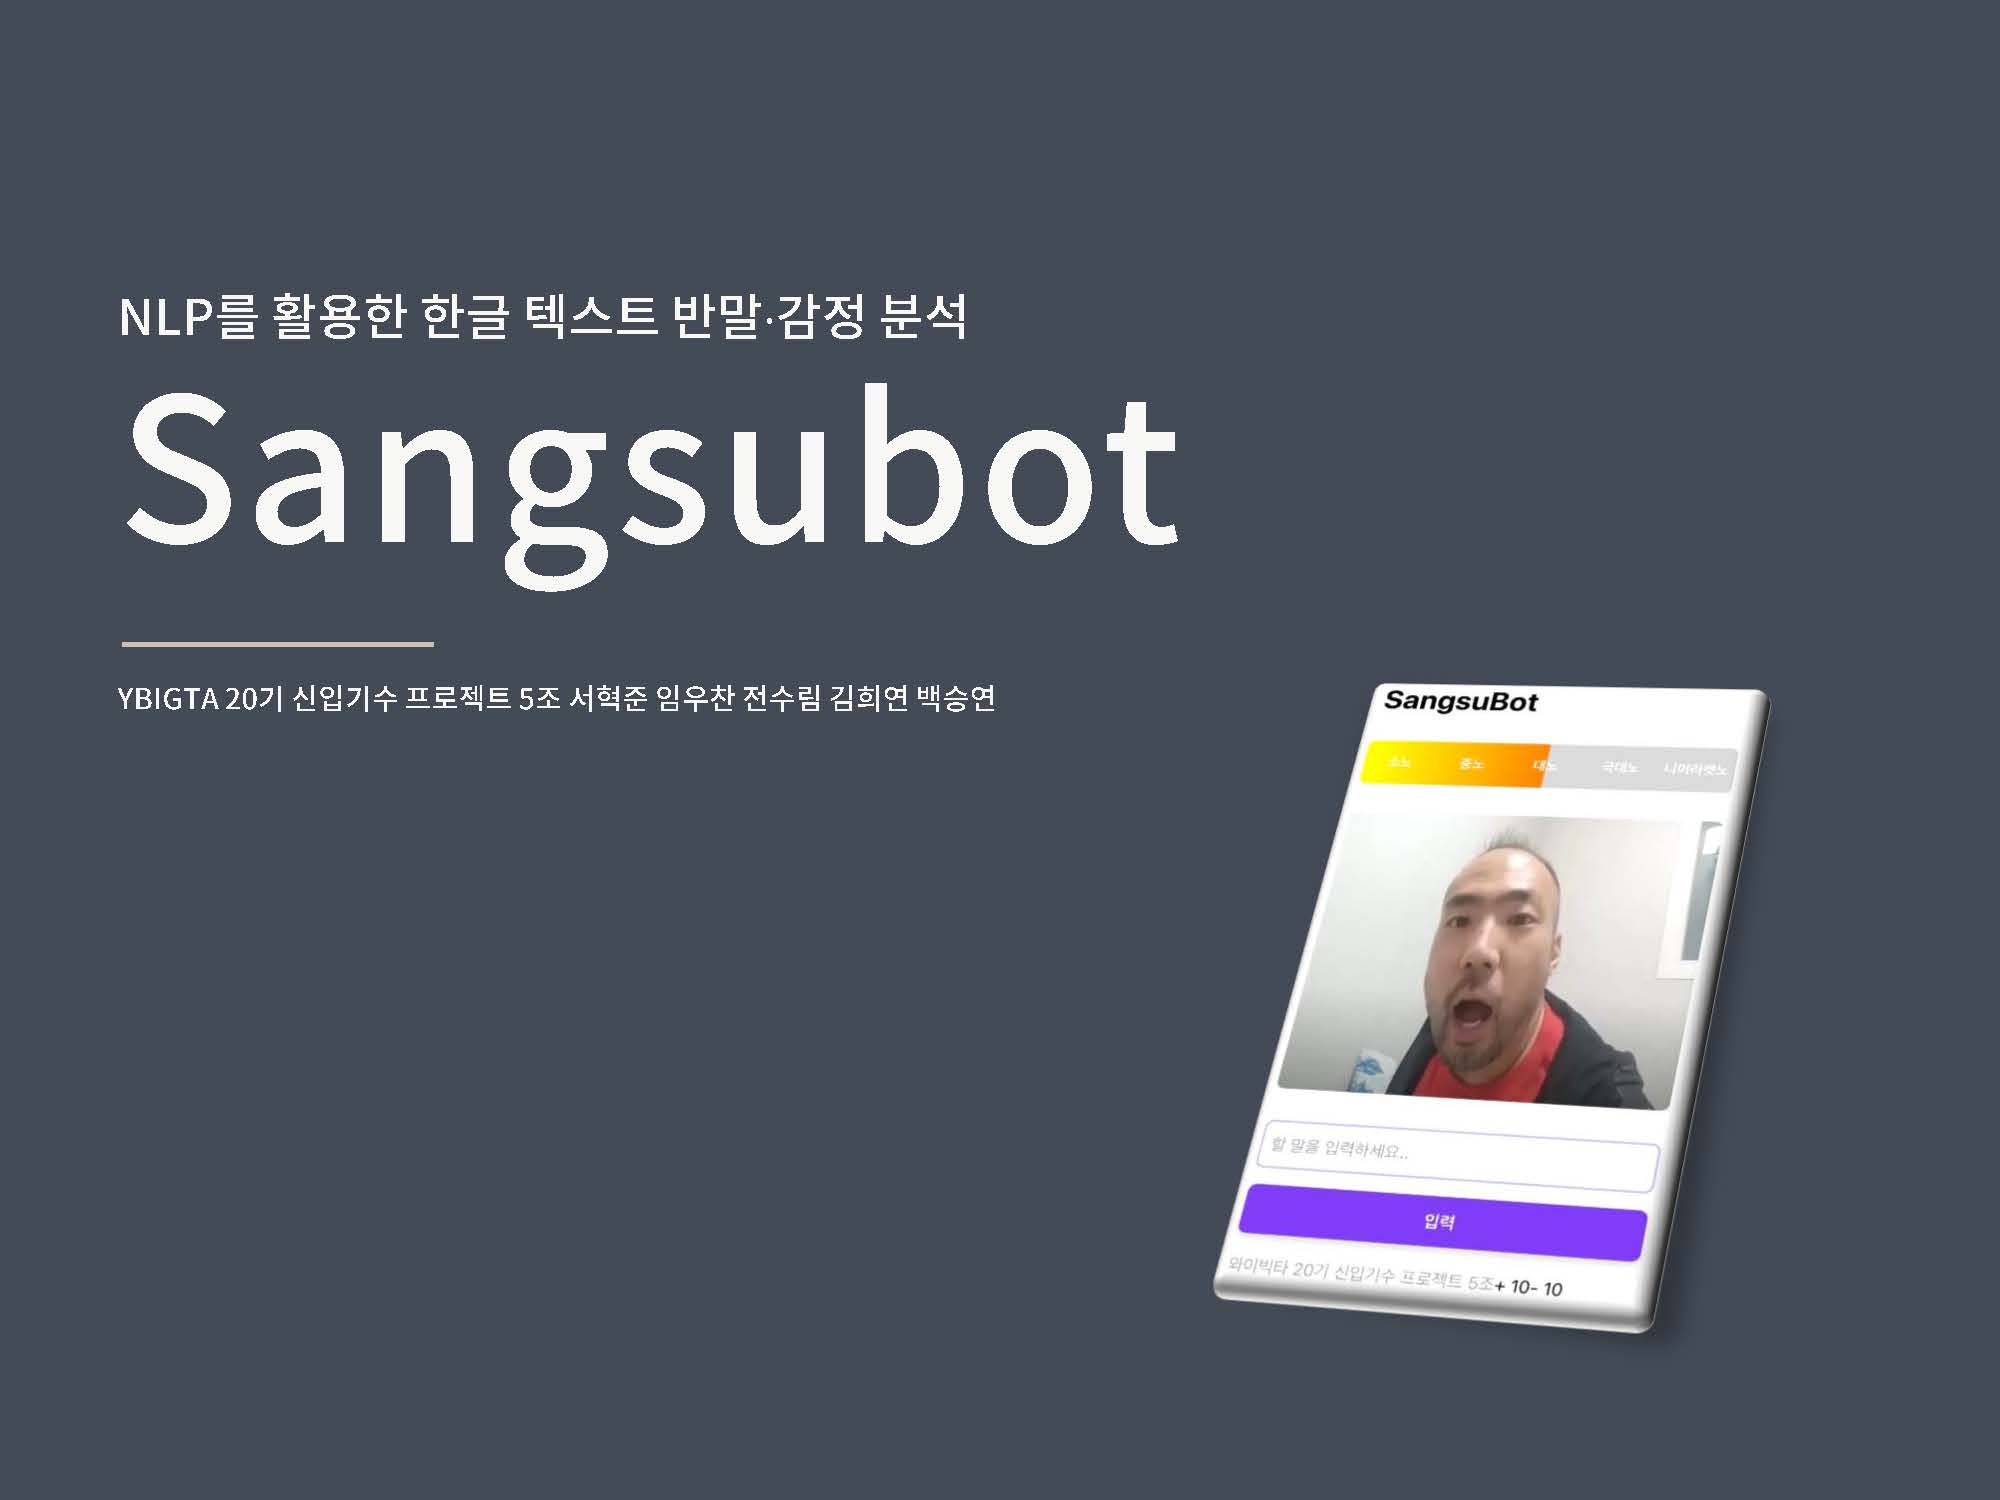 NLP를 활용한 한글 텍스트 반말·감정 분석
Sangsubot
YBIGTA 20기 신입기수 프로젝트 5조 서혁준 임우찬 전수림 김희연 백승연
SangsuBot
소노 중노 대노 극대노 니미라켓노
할 말을 입력하세요..
입력
와이빅타 20기 신입기수 프로젝트 5조+ 10- 10